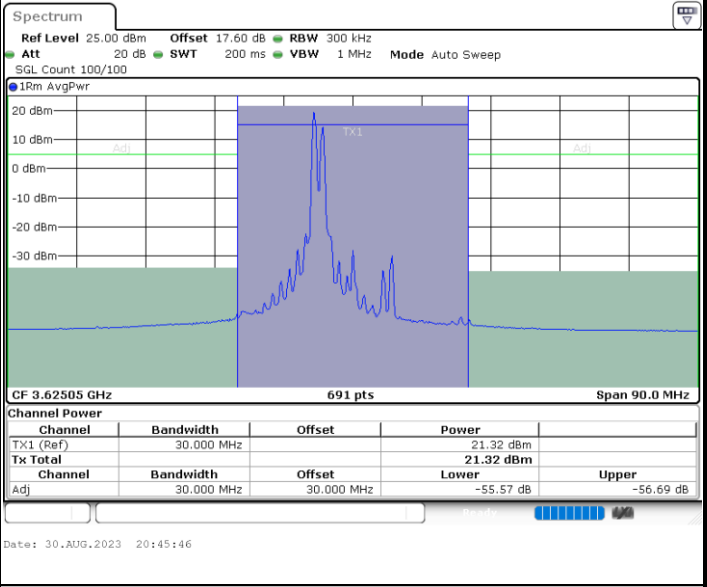 Spectrum
Ref Level 25.00 dBm Offset 17.60 dB RBW 300 kHz
Att 20 dB SWT 200 ms VBW 1 MHz Mode Auto Sweep
SGL Count 100/100
1Rm AvgPwr
20 dBm
TX1
10 dBm
Adj Adj
0 dBm
-10 dBm
-20 dBm
-30 dBm
CF 3.62505 GHz 691 pts Span 90.0 MHz
Channel Power
Channel Bandwidth Offset Power
TX1 (Ref) 30.000 MHz 21.32 dBm
Tx Total 21.32 dBm
Channel Bandwidth Offset Lower Upper
Adj 30.000 MHz 30.000 MHz -55.57 dB -56.69 dB
Ready
Date: 30.AUG.2023 20:45:46